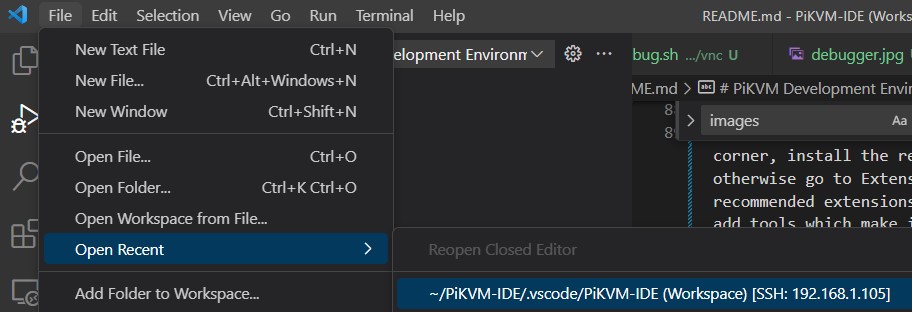 File Edit Selection View Go Run Terminal Help README.md - PiKVM-IDE (Works
New Text File Ctrl+N
New File... Ctrl+Alt+Windows+N
New Window Ctrl+Shift+N
Open File... Ctrl+O
Open Folder... Ctrl+K Ctrl+O
Open Workspace from File...
Open Recent
Add Folder to Workspace...
Reopen Closed Editor
~/PiKVM-IDE/.vscode/PiKVM-IDE (Workspace) [SSH: 192.168.1.105]
elopment Environm
bug.sh .../vnc U debugger.jpg
ME.md > # PiKVM Development Envir
images Aa
corner, install the re
otherwise go to Extens
recommended extensions
add tools which make i